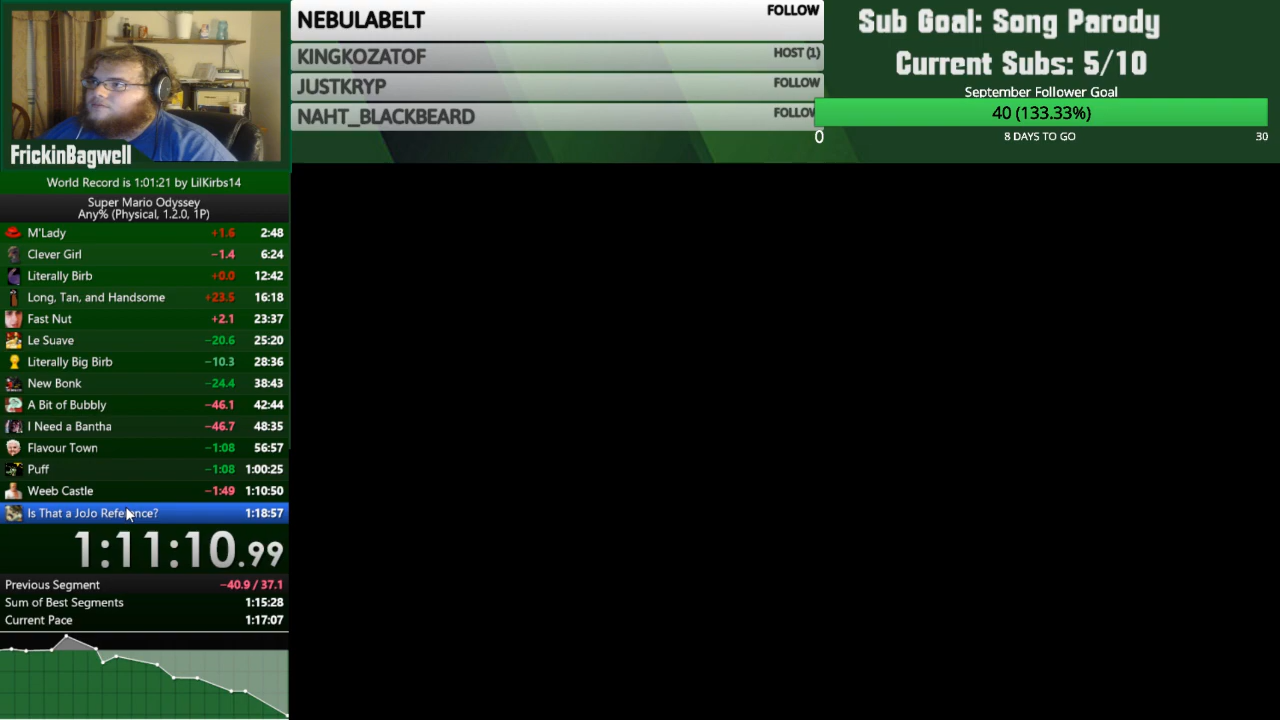 FrickinBagwell
NEBULABELT FOLLOW
KINGKOZATOF HOST (1)
JUSTKRYP FOLLOW
NAHT_BLACKBEARD FOLLOW
Sub Goal: Song Parody
Current Subs: 5/10
September Follower Goal
40 (133.33%)
0 8 DAYS TO GO 30
World Record is 1:01:21 by LilKirbs14
Super Mario Odyssey
Any% (Physical, 1.2.0, 1P)
M'Lady +1.6 2:48
Clever Girl −1.4 6:24
Literally Birb +0.0 12:42
Long, Tan, and Handsome +23.5 16:18
Fast Nut +2.1 23:37
Le Suave −20.6 25:20
Literally Big Birb −10.3 28:36
New Bonk −24.4 38:43
A Bit of Bubbly −46.1 42:44
I Need a Bantha −46.7 48:35
Flavour Town −1:08 56:57
Puff −1:08 1:00:25
Weeb Castle −1:49 1:10:50
Is That a JoJo Reference? 1:18:57
1:11:10.99
Previous Segment −40.9 / 37.1
Sum of Best Segments 1:15:28
Current Pace 1:17:07